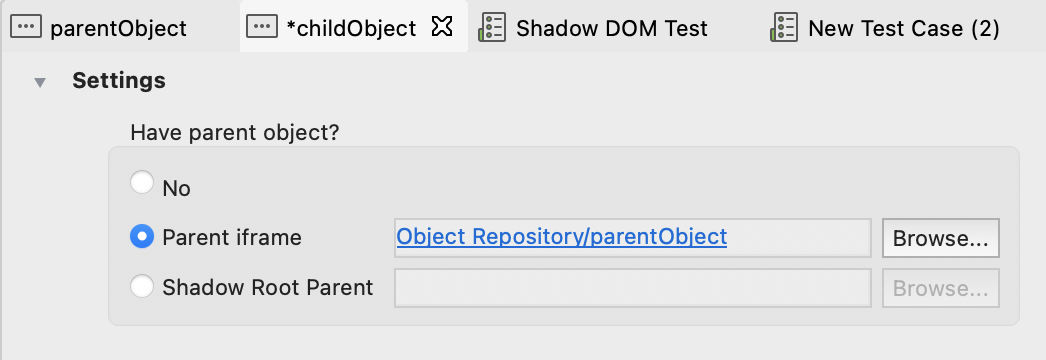 parentObject *childObject Shadow DOM Test New Test Case (2)
Settings
Have parent object?
No
Parent iframe Object Repository/parentObject Browse...
Shadow Root Parent Browse...